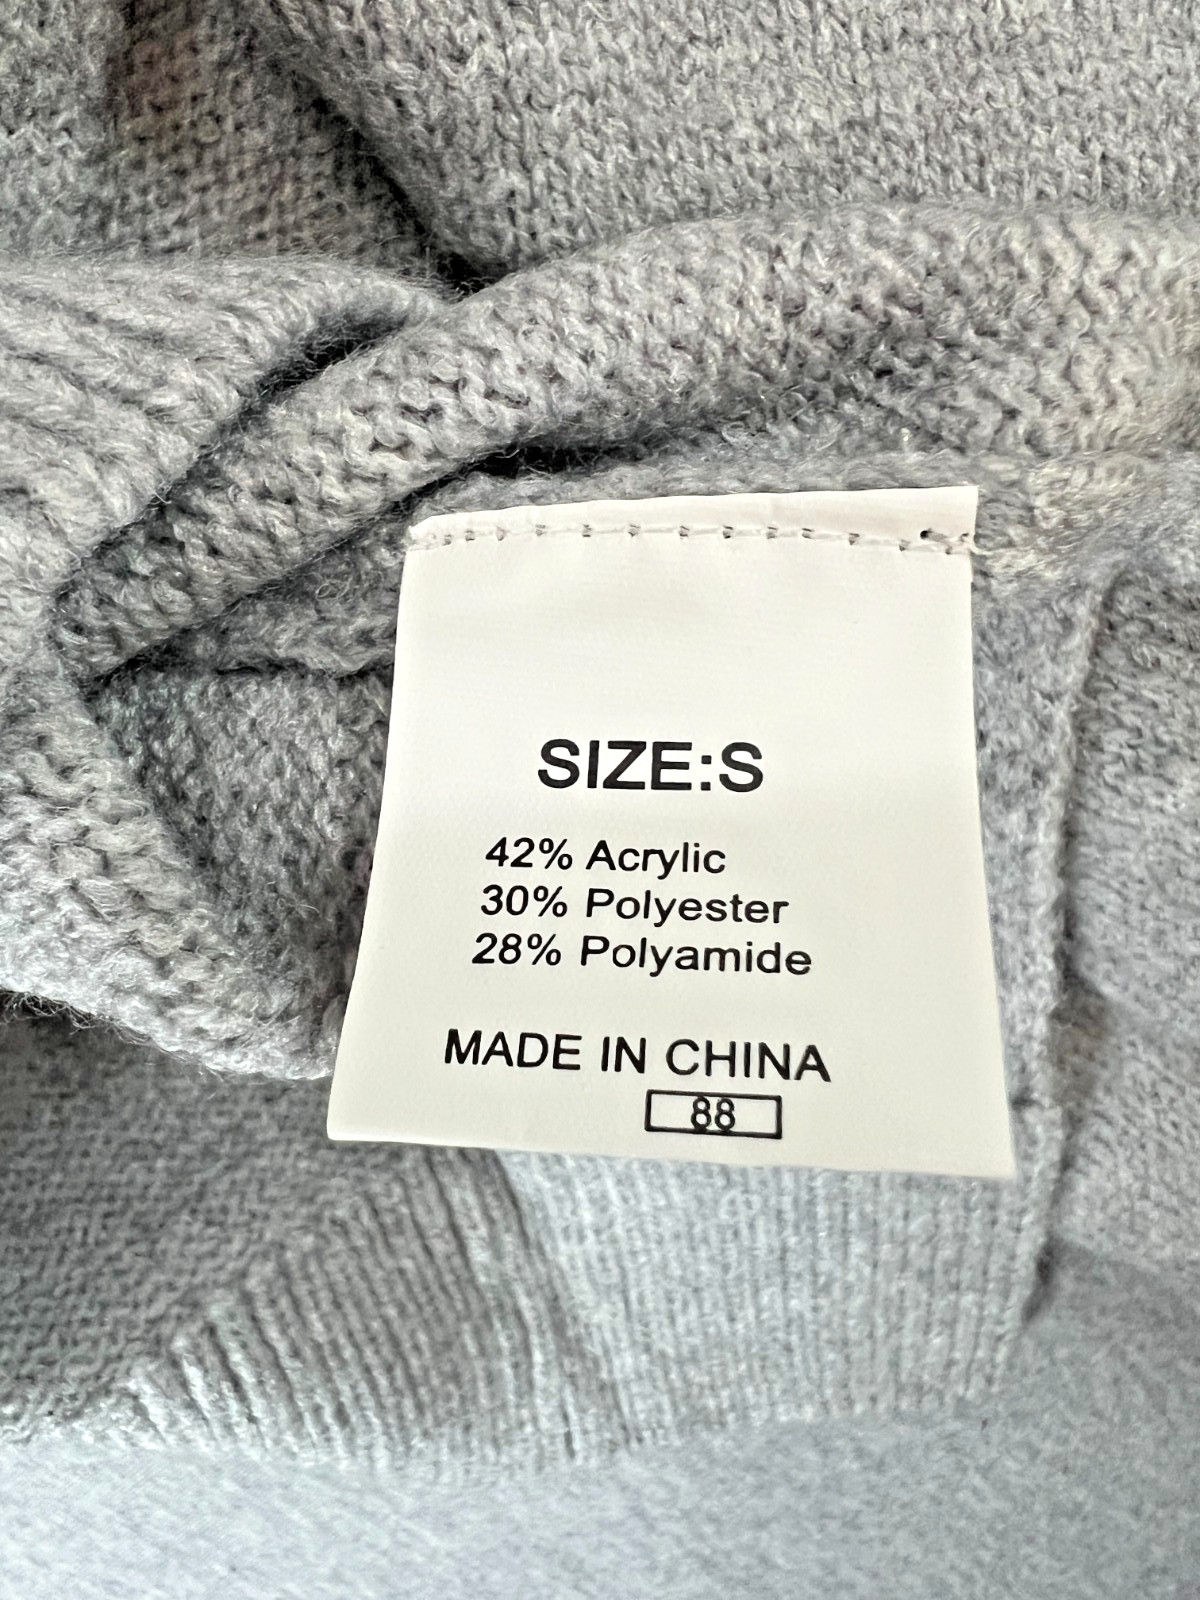 SIZE:S
42% Acrylic
30% Polyester
28% Polyamide
MADE IN CHINA
88